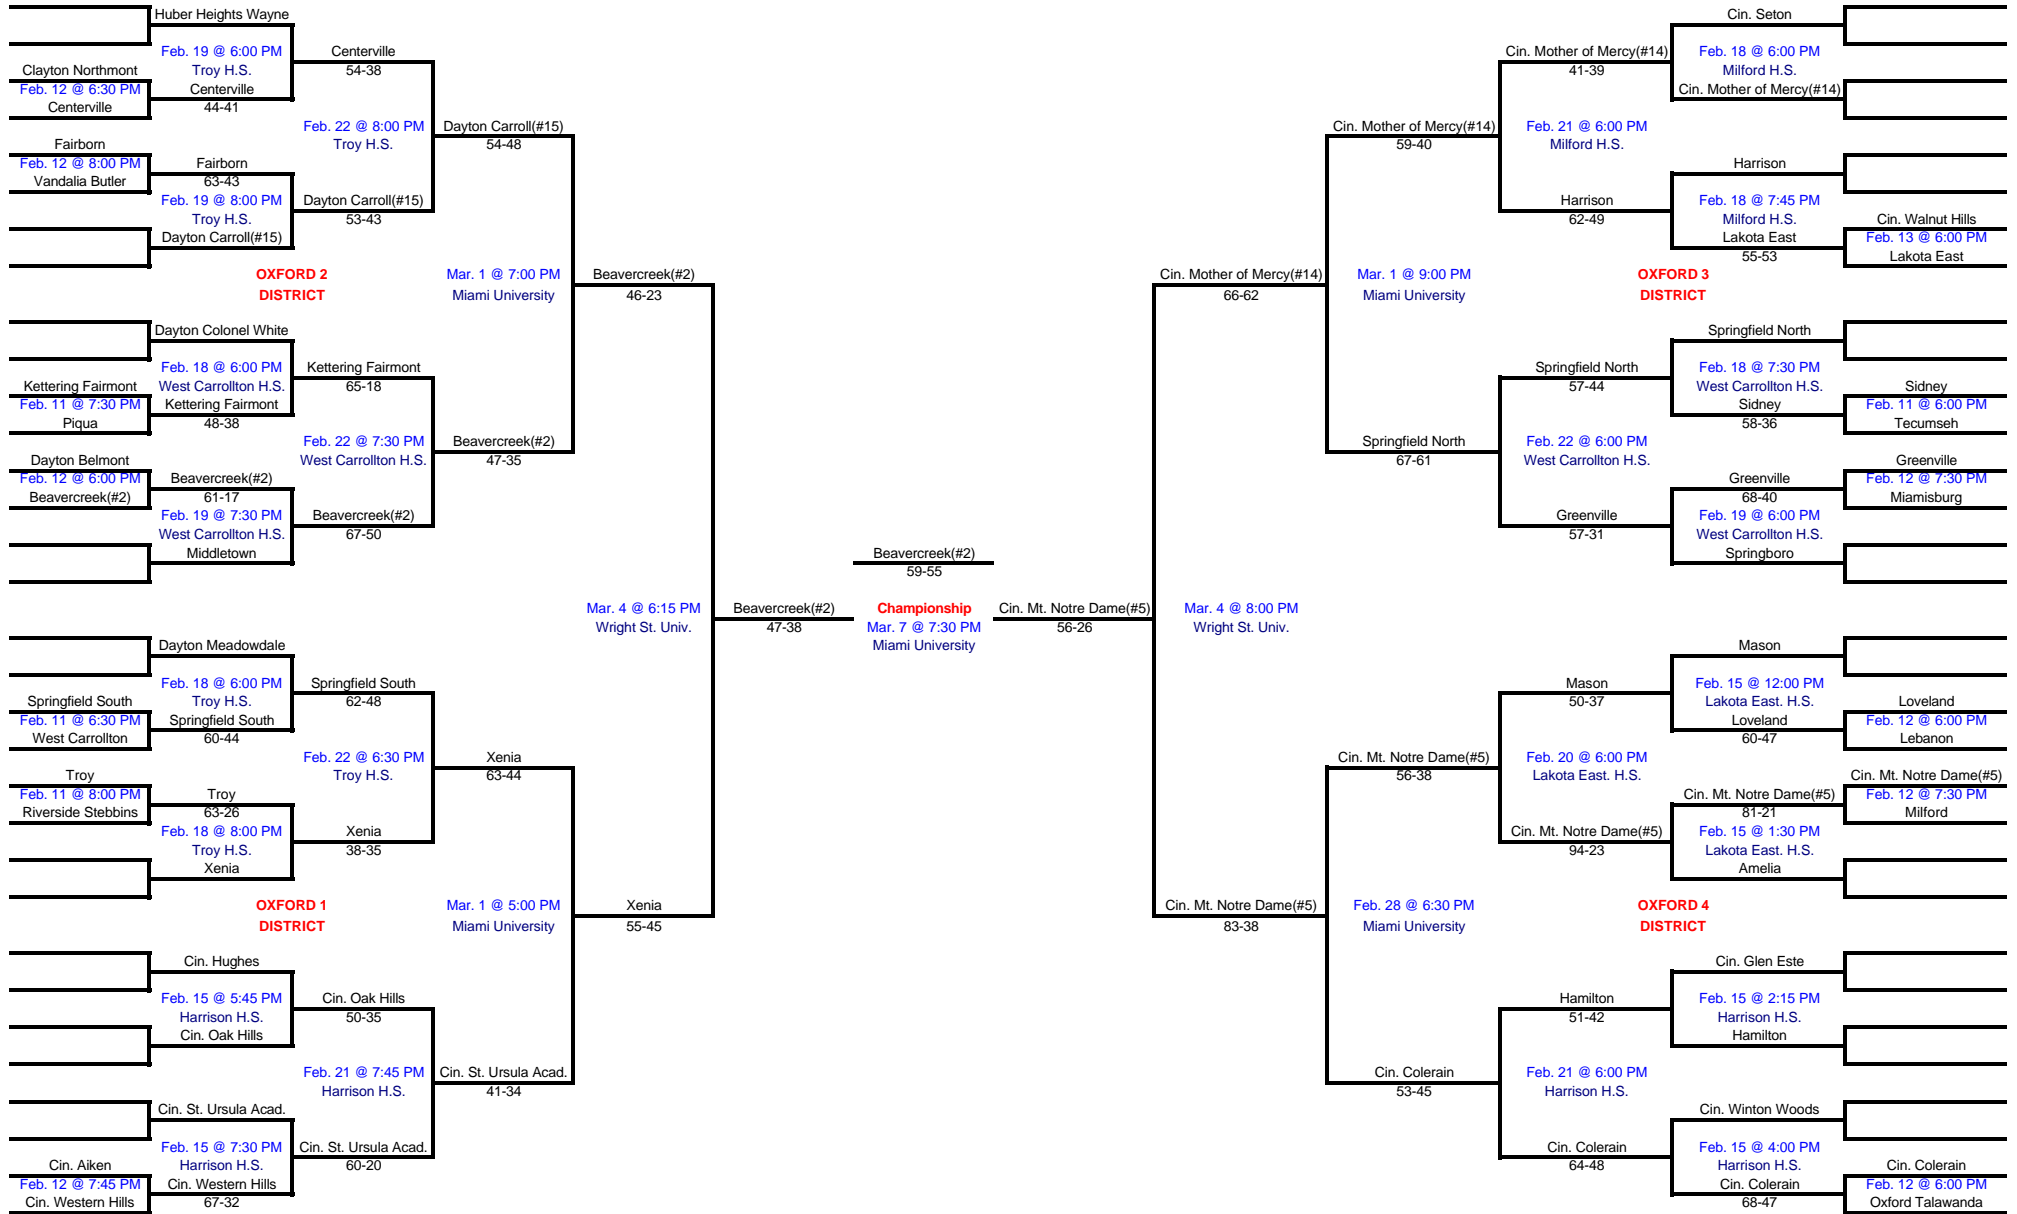 Huber Heights Wayne
Feb. 19 @ 6:00 PM
Troy H.S.
Clayton Northmont
Feb. 12 @ 6:30 PM
Centerville
Centerville
44-41
Centerville
54-38
Fairborn
Feb. 12 @ 8:00 PM
Vandalia Butler
Fairborn
63-43
Feb. 19 @ 8:00 PM
Troy H.S.
Dayton Carroll(#15)
Dayton Carroll(#15)
53-43
Feb. 22 @ 8:00 PM
Troy H.S.
Dayton Carroll(#15)
54-48
OXFORD 2
DISTRICT
Mar. 1 @ 7:00 PM
Miami University
Beavercreek(#2)
46-23
Dayton Colonel White
Feb. 18 @ 6:00 PM
West Carrollton H.S.
Kettering Fairmont
Feb. 11 @ 7:30 PM
Piqua
Kettering Fairmont
48-38
Kettering Fairmont
65-18
Feb. 22 @ 7:30 PM
West Carrollton H.S.
Beavercreek(#2)
47-35
Dayton Belmont
Feb. 12 @ 6:00 PM
Beavercreek(#2)
Beavercreek(#2)
61-17
Feb. 19 @ 7:30 PM
West Carrollton H.S.
Middletown
Beavercreek(#2)
67-50
Mar. 4 @ 6:15 PM
Wright St. Univ.
Beavercreek(#2)
47-38
Dayton Meadowdale
Feb. 18 @ 6:00 PM
Troy H.S.
Springfield South
Feb. 11 @ 6:30 PM
West Carrollton
Springfield South
60-44
Springfield South
62-48
Feb. 22 @ 6:30 PM
Troy H.S.
Xenia
63-44
Troy
Feb. 11 @ 8:00 PM
Riverside Stebbins
Troy
63-26
Feb. 18 @ 8:00 PM
Troy H.S.
Xenia
Xenia
38-35
OXFORD 1
DISTRICT
Mar. 1 @ 5:00 PM
Miami University
Xenia
55-45
Cin. Hughes
Feb. 15 @ 5:45 PM
Harrison H.S.
Cin. Oak Hills
Cin. Oak Hills
50-35
Feb. 21 @ 7:45 PM
Harrison H.S.
Cin. St. Ursula Acad.
41-34
Cin. St. Ursula Acad.
Feb. 15 @ 7:30 PM
Harrison H.S.
Cin. St. Ursula Acad.
60-20
Cin. Aiken
Feb. 12 @ 7:45 PM
Cin. Western Hills
Cin. Western Hills
67-32
Beavercreek(#2)
59-55
Championship
Mar. 7 @ 7:30 PM
Miami University
Cin. Mt. Notre Dame(#5)
56-26
Mar. 4 @ 8:00 PM
Wright St. Univ.
Cin. Seton
Feb. 18 @ 6:00 PM
Milford H.S.
Cin. Mother of Mercy(#14)
Cin. Mother of Mercy(#14)
41-39
Feb. 21 @ 6:00 PM
Milford H.S.
Cin. Mother of Mercy(#14)
59-40
Harrison
Feb. 18 @ 7:45 PM
Milford H.S.
Lakota East
55-53
Cin. Walnut Hills
Feb. 13 @ 6:00 PM
Lakota East
Harrison
62-49
Cin. Mother of Mercy(#14)
66-62
Mar. 1 @ 9:00 PM
Miami University
OXFORD 3
DISTRICT
Springfield North
Feb. 18 @ 7:30 PM
West Carrollton H.S.
Sidney
58-36
Sidney
Feb. 11 @ 6:00 PM
Tecumseh
Springfield North
57-44
Springfield North
67-61
Feb. 22 @ 6:00 PM
West Carrollton H.S.
Greenville
68-40
Greenville
Feb. 12 @ 7:30 PM
Miamisburg
Feb. 19 @ 6:00 PM
West Carrollton H.S.
Springboro
Greenville
57-31
Mason
Feb. 15 @ 12:00 PM
Lakota East. H.S.
Loveland
60-47
Loveland
Feb. 12 @ 6:00 PM
Lebanon
Mason
50-37
Cin. Mt. Notre Dame(#5)
56-38
Feb. 20 @ 6:00 PM
Lakota East. H.S.
Cin. Mt. Notre Dame(#5)
81-21
Cin. Mt. Notre Dame(#5)
Feb. 12 @ 7:30 PM
Milford
Feb. 15 @ 1:30 PM
Lakota East. H.S.
Amelia
Cin. Mt. Notre Dame(#5)
94-23
Cin. Mt. Notre Dame(#5)
83-38
Feb. 28 @ 6:30 PM
Miami University
OXFORD 4
DISTRICT
Cin. Glen Este
Feb. 15 @ 2:15 PM
Harrison H.S.
Hamilton
Hamilton
51-42
Cin. Colerain
53-45
Feb. 21 @ 6:00 PM
Harrison H.S.
Cin. Winton Woods
Feb. 15 @ 4:00 PM
Harrison H.S.
Cin. Colerain
68-47
Cin. Colerain
64-48
Cin. Colerain
Feb. 12 @ 6:00 PM
Oxford Talawanda